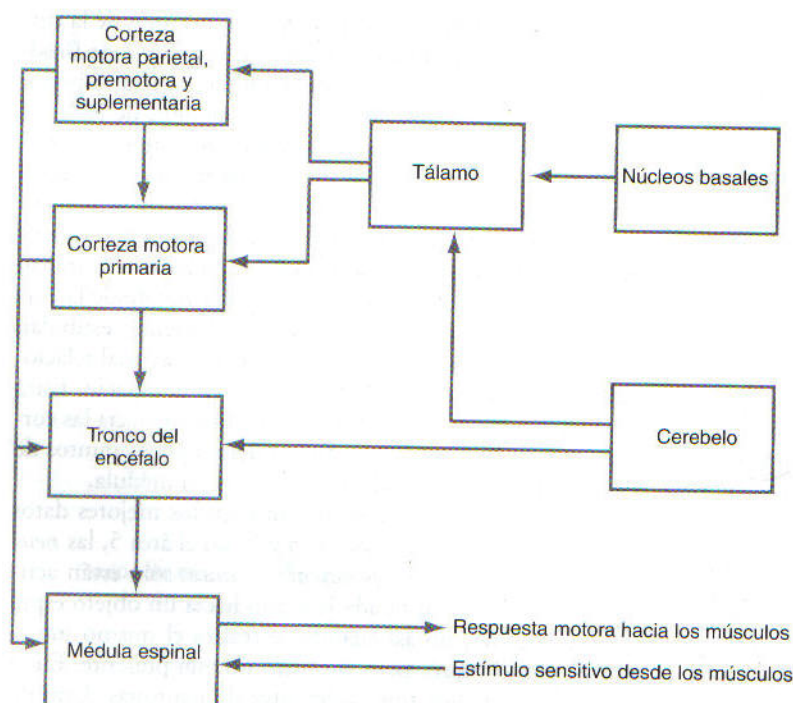 Corteza
motora parietal,
premotora y
suplementaria
Tálamo
Núcleos basales
Corteza motora
primaria
Tronco del
encéfalo
Cerebelo
Médula espinal
Respuesta motora hacia los músculos
Estímulo sensitivo desde los músculos